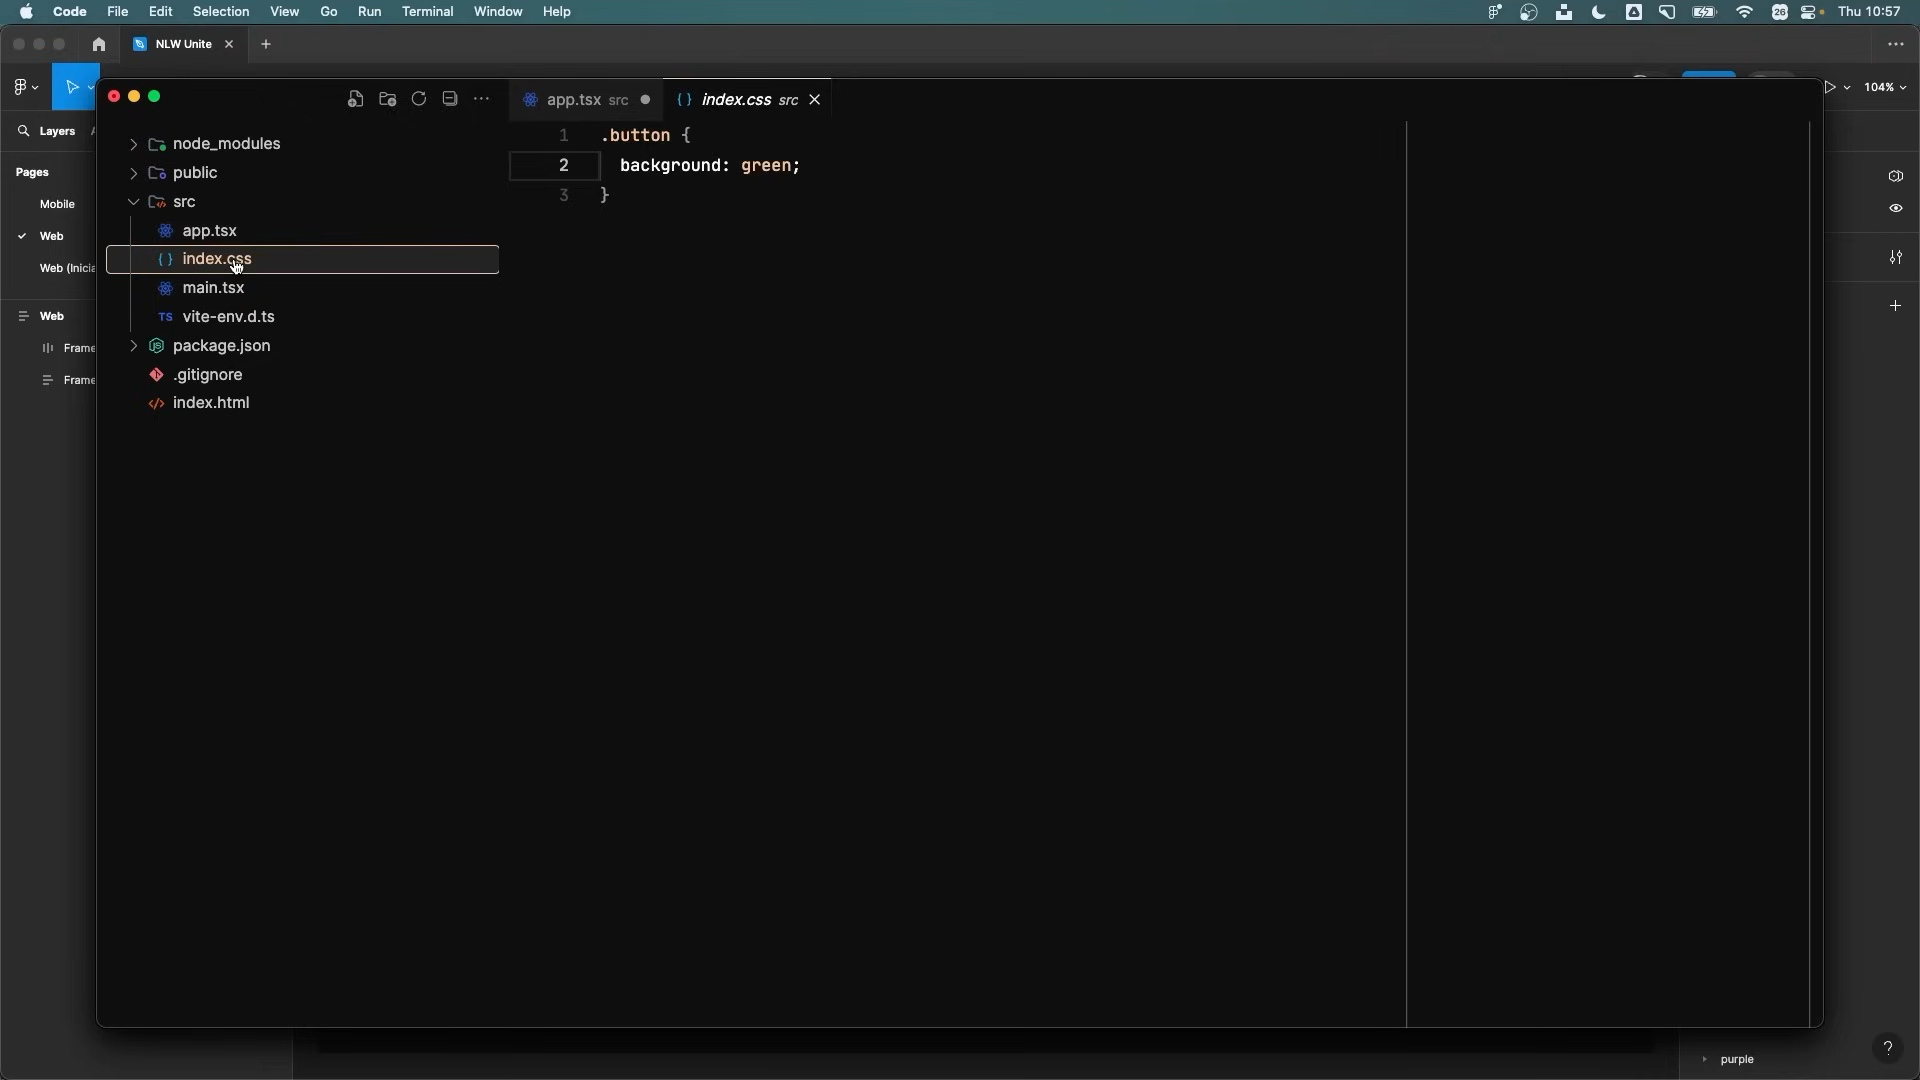 Code File Edit Selection View Go Run Terminal Window Help 26 Thu 10:57
NLW Unite
104%
app.tsx src index.css src
Layers
Pages
Mobile
Web
Web (Inicia
Web
Frame
Frame
node_modules
public
src
app.tsx
index.css
main.tsx
TS vite-env.d.ts
package.json
.gitignore
index.html
1 .button {
2 background: green;
3 }
purple
?